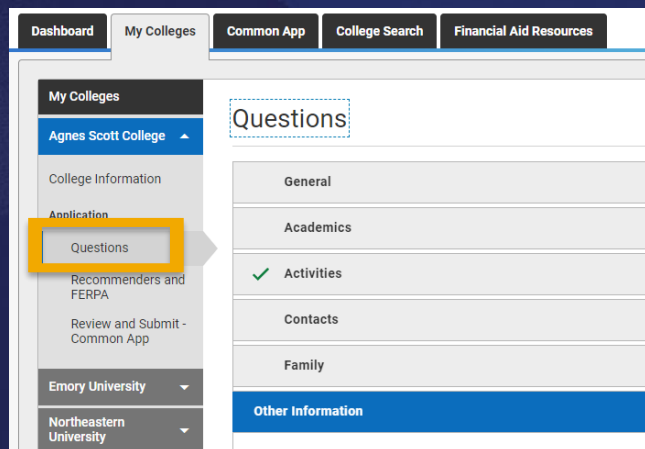 Dashboard My Colleges Common App College Search Financial Aid Resources
My Colleges
Agnes Scott College
College Information
Application
Questions
Recommenders and
FERPA
Review and Submit -
Common App
Emory University
Northeastern
University
Questions
General
Academics
Activities
Contacts
Family
Other Information